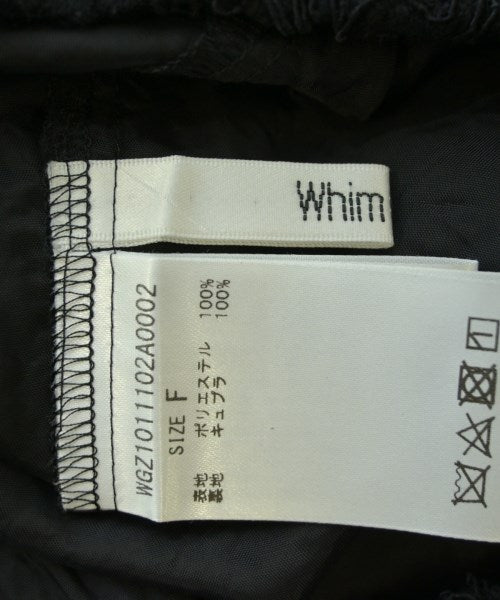 Whim
WGZ1011102A0002
SIZE F
表地 ポリエステル 100%
裏地 キュプラ 100%